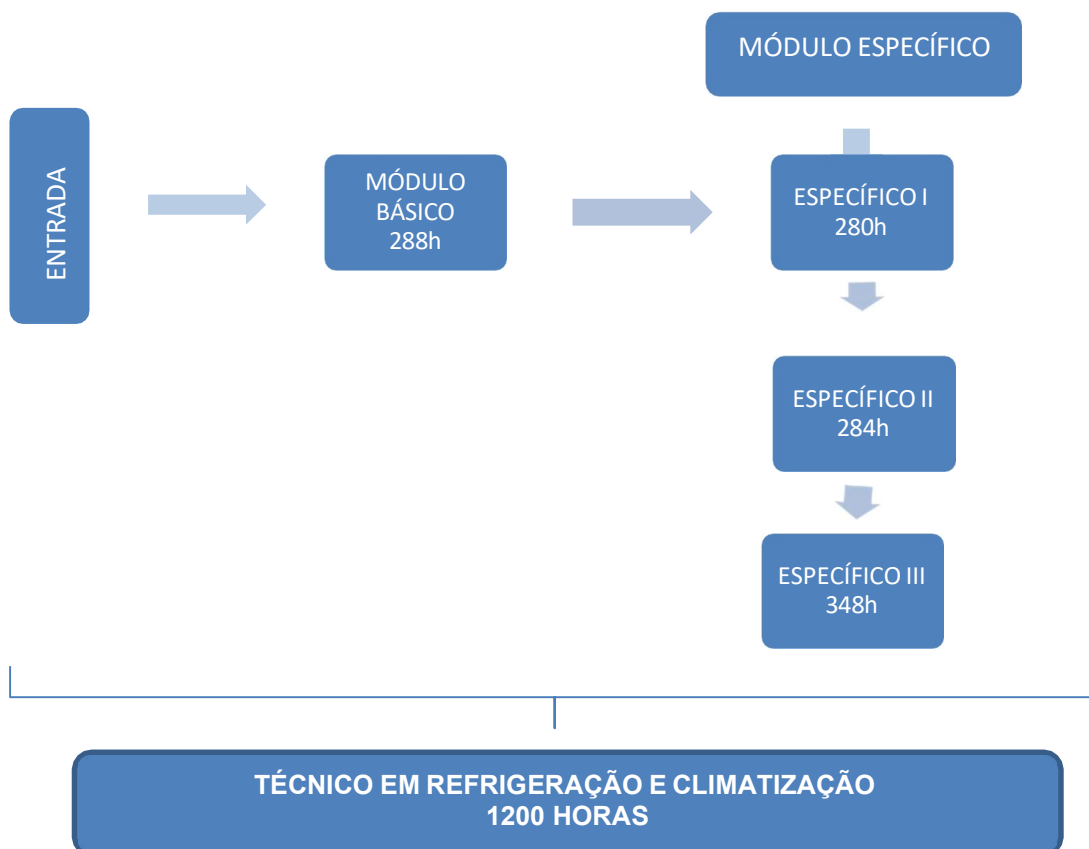 MÓDULO ESPECÍFICO
ENTRADA
MÓDULO
BÁSICO
288h
ESPECÍFICO I
280h
ESPECÍFICO II
284h
ESPECÍFICO III
348h
TÉCNICO EM REFRIGERAÇÃO E CLIMATIZAÇÃO
1200 HORAS